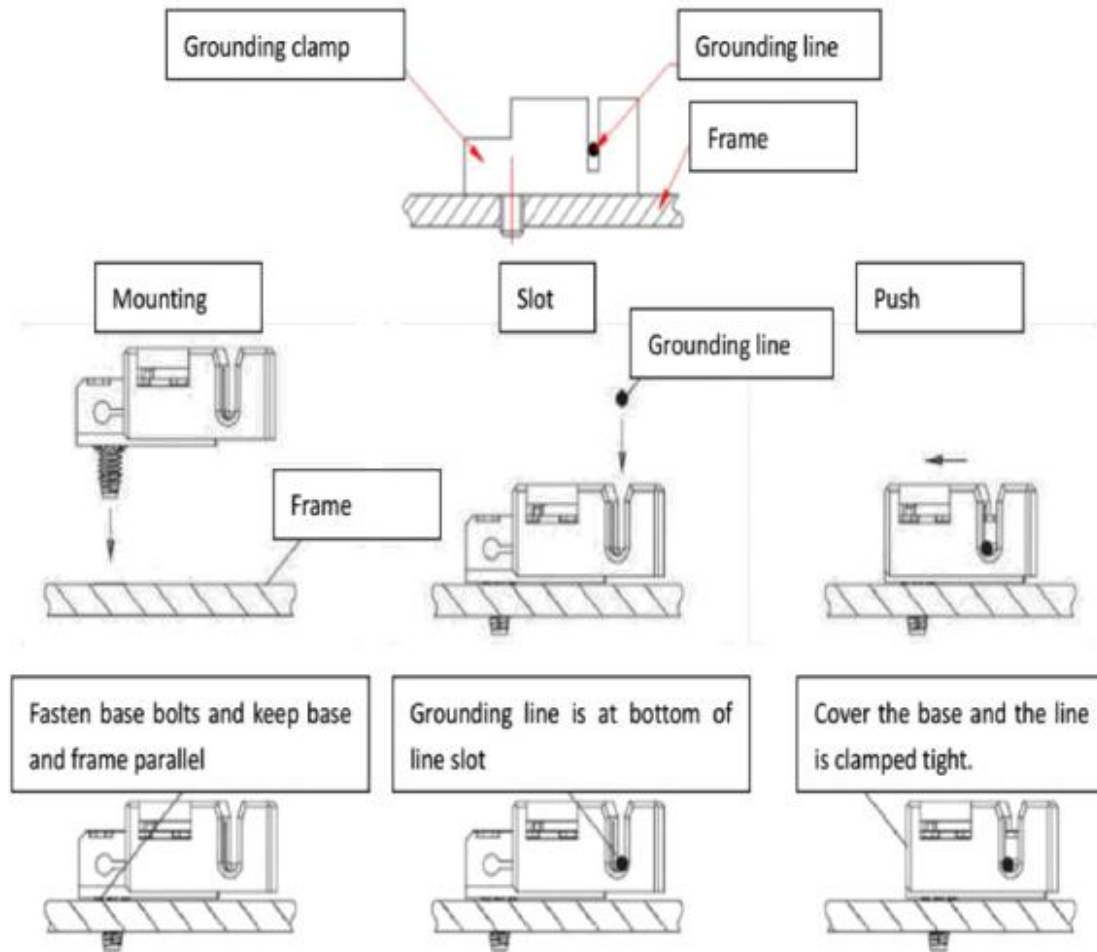 Grounding clamp
Grounding line
Frame
Mounting
Slot
Push
Grounding line
Frame
Fasten base bolts and keep base
and frame parallel
Grounding line is at bottom of
line slot
Cover the base and the line
is clamped tight.